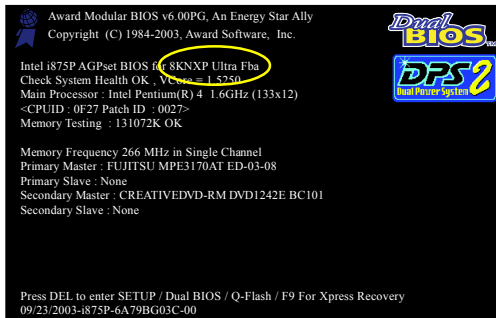 Award Modular BIOS v6.00PG, An Energy Star Ally
Copyright (C) 1984-2003, Award Software, Inc.
Dual
BIOS
TM
Intel i875P AGPset BIOS for 8KNXP Ultra Fba
Check System Health OK , VCore = 1.5250
Main Processor : Intel Pentium(R) 4 1.6GHz (133x12)
<CPUID : 0F27 Patch ID : 0027>
Memory Testing : 131072K OK
DPS2
Dual Power System
Memory Frequency 266 MHz in Single Channel
Primary Master : FUJITSU MPE3170AT ED-03-08
Primary Slave : None
Secondary Master : CREATIVEDVD-RM DVD1242E BC101
Secondary Slave : None
Press DEL to enter SETUP / Dual BIOS / Q-Flash / F9 For Xpress Recovery
09/23/2003-i875P-6A79BG03C-00